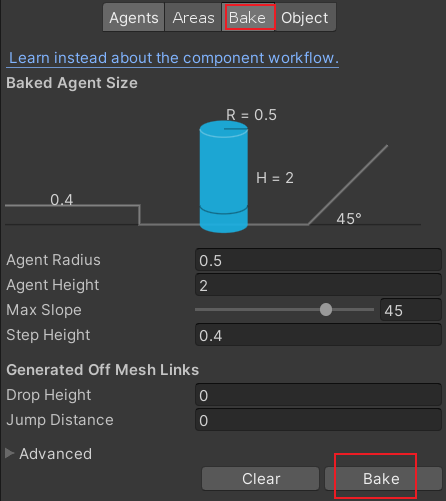 Agents Areas Bake Object
Learn instead about the component workflow.
Baked Agent Size
R = 0.5
H = 2
0.4
45°
Agent Radius 0.5
Agent Height 2
Max Slope 45
Step Height 0.4
Generated Off Mesh Links
Drop Height 0
Jump Distance 0
Advanced
Clear Bake